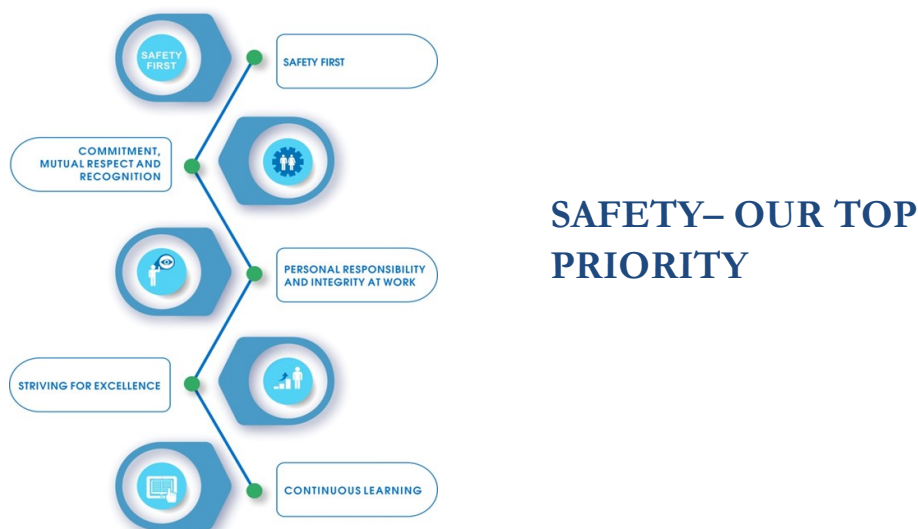 SAFETY
FIRST
SAFETY FIRST
COMMITMENT,
MUTUAL RESPECT AND
RECOGNITION
PERSONAL RESPONSIBILITY
AND INTEGRITY AT WORK
STRIVING FOR EXCELLENCE
CONTINUOUS LEARNING
SAFETY– OUR TOP
PRIORITY